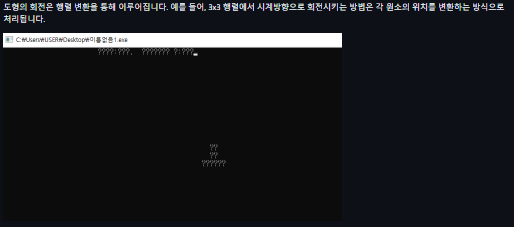 도형의 회전은 행렬 변환을 통해 이루어집니다. 예를 들어, 3x3 행렬에서 시계방향으로 회전시키는 방법은 각 원소의 위치를 변환하는 방식으로
처리됩니다.
C:₩Users₩USER₩Desktop₩이름없음1.exe
????:???,  ??????? ?:???
??
??
??????